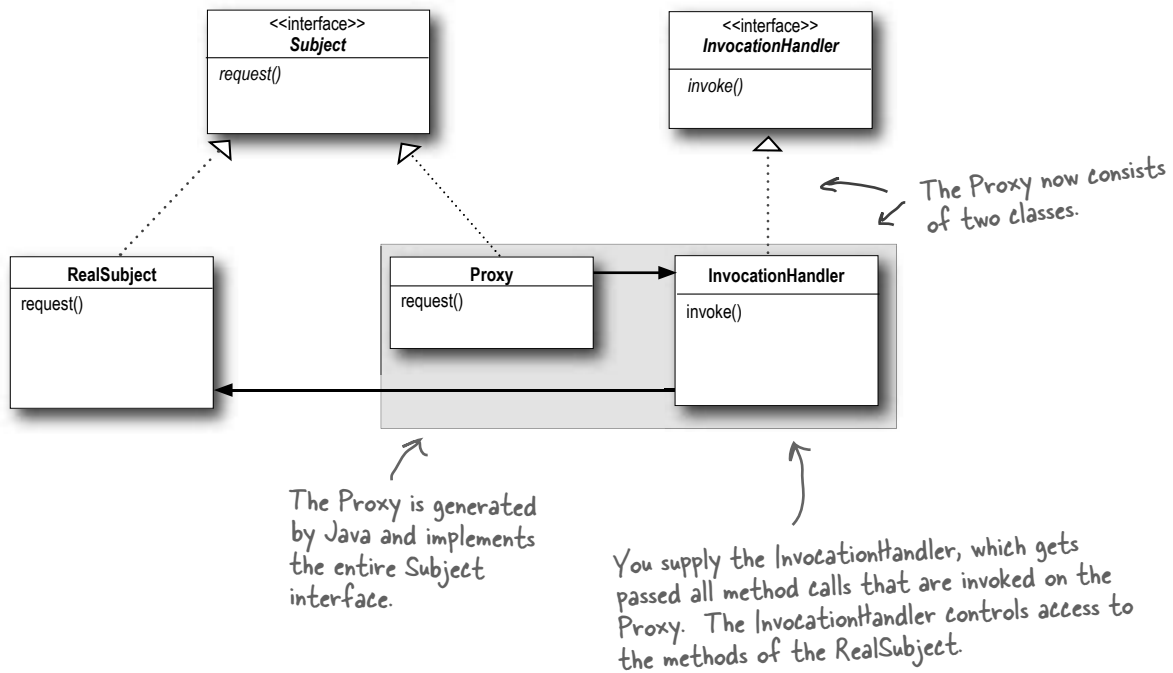 <<interface>>
Subject
request()
<<interface>>
InvocationHandler
invoke()
The Proxy now consists
of two classes.
RealSubject
request()
Proxy
request()
InvocationHandler
invoke()
The Proxy is generated
by Java and implements
the entire Subject
interface.
You supply the InvocationHandler, which gets
passed all method calls that are invoked on the
Proxy. The InvocationHandler controls access to
the methods of the RealSubject.